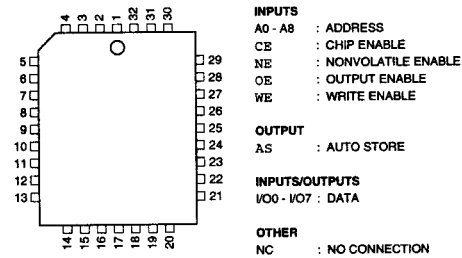 4 3 2 1 32 31 30
5
6
7
8
9
10
11
12
13
29
28
27
26
25
24
23
22
21
14 15 16 17 18 19 20
INPUTS
A0 - A8 : ADDRESS
CE : CHIP ENABLE
NE : NONVOLATILE ENABLE
OE : OUTPUT ENABLE
WE : WRITE ENABLE
OUTPUT
AS : AUTO STORE
INPUTS/OUTPUTS
I/O0 - I/O7 : DATA
OTHER
NC : NO CONNECTION